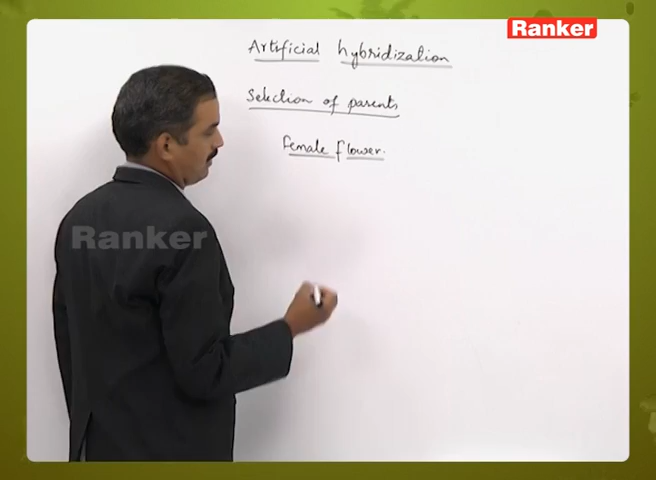 Ranker
Artificial hybridization
Selection of parents
Female flower.
Ranker